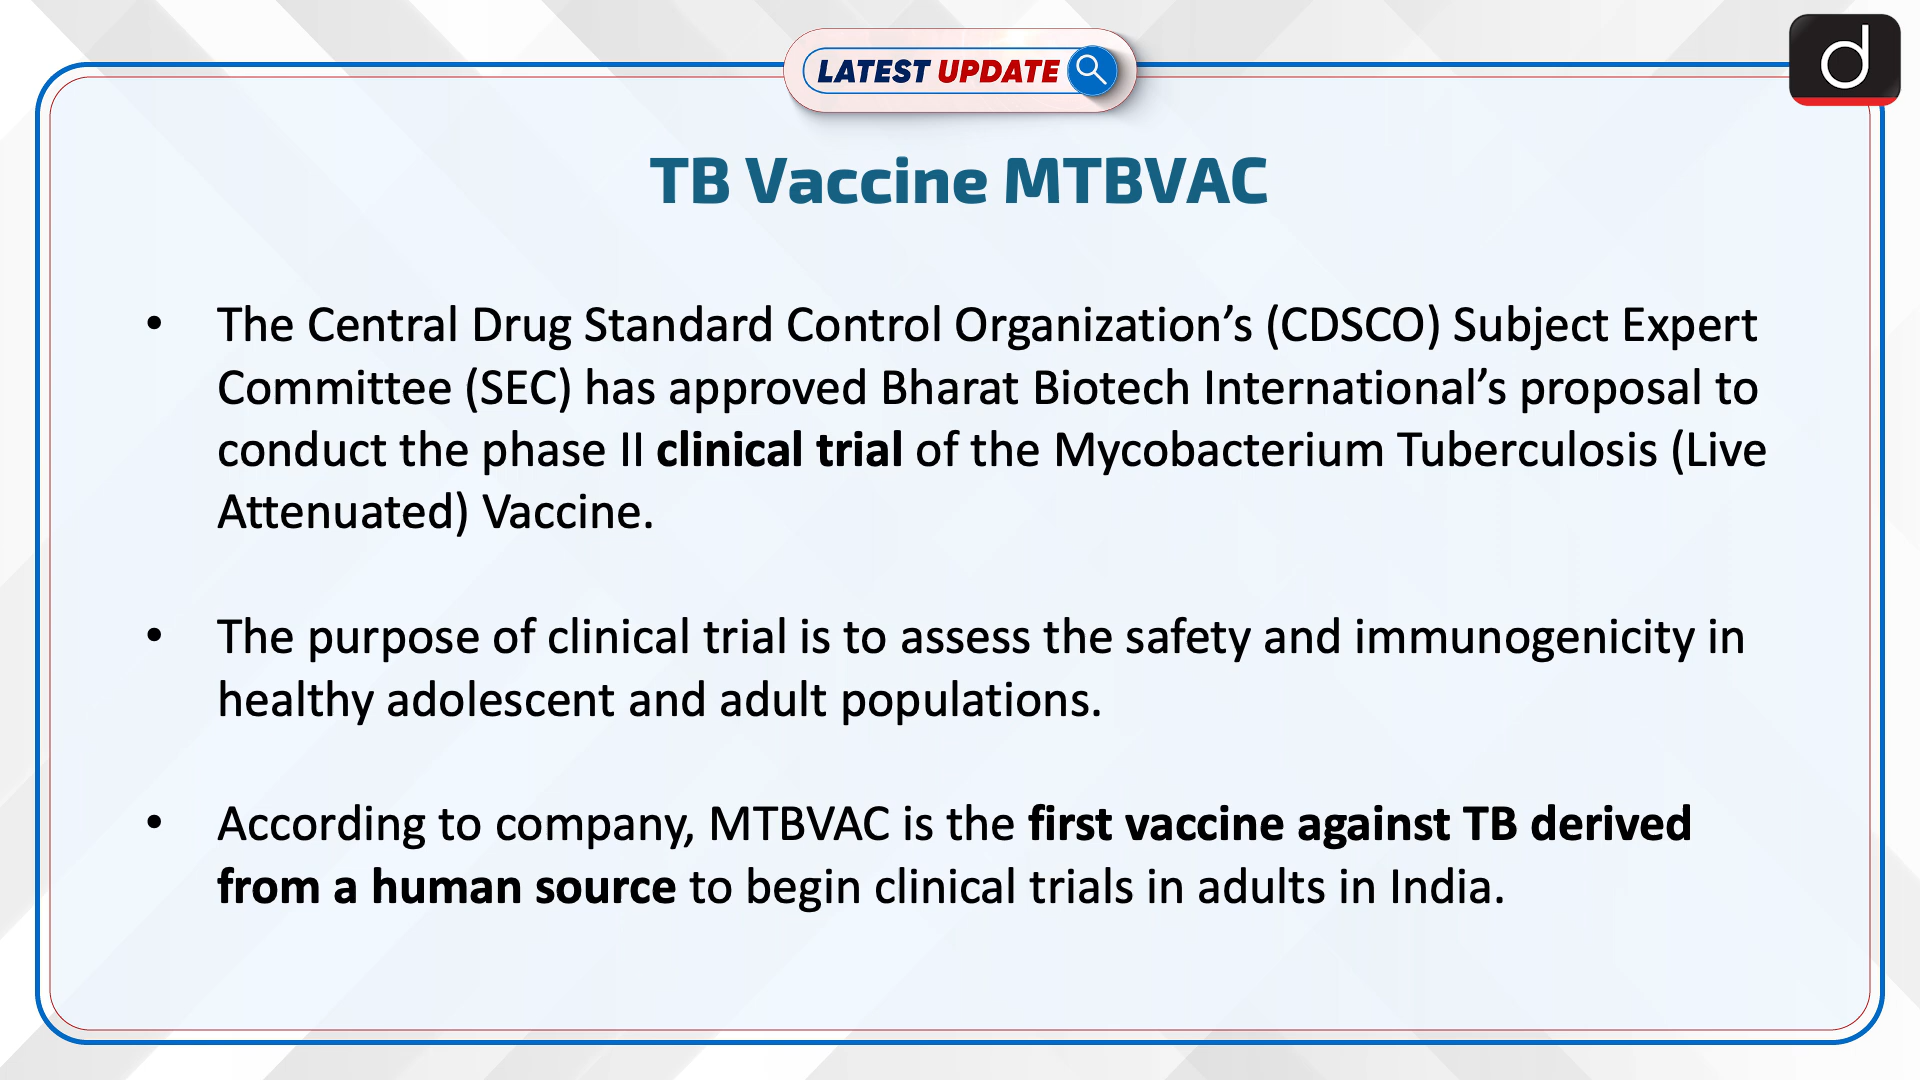 LATEST UPDATE
d
TB Vaccine MTBVAC
• The Central Drug Standard Control Organization’s (CDSCO) Subject Expert
Committee (SEC) has approved Bharat Biotech International’s proposal to
conduct the phase II clinical trial of the Mycobacterium Tuberculosis (Live
Attenuated) Vaccine.
• The purpose of clinical trial is to assess the safety and immunogenicity in
healthy adolescent and adult populations.
• According to company, MTBVAC is the first vaccine against TB derived
from a human source to begin clinical trials in adults in India.